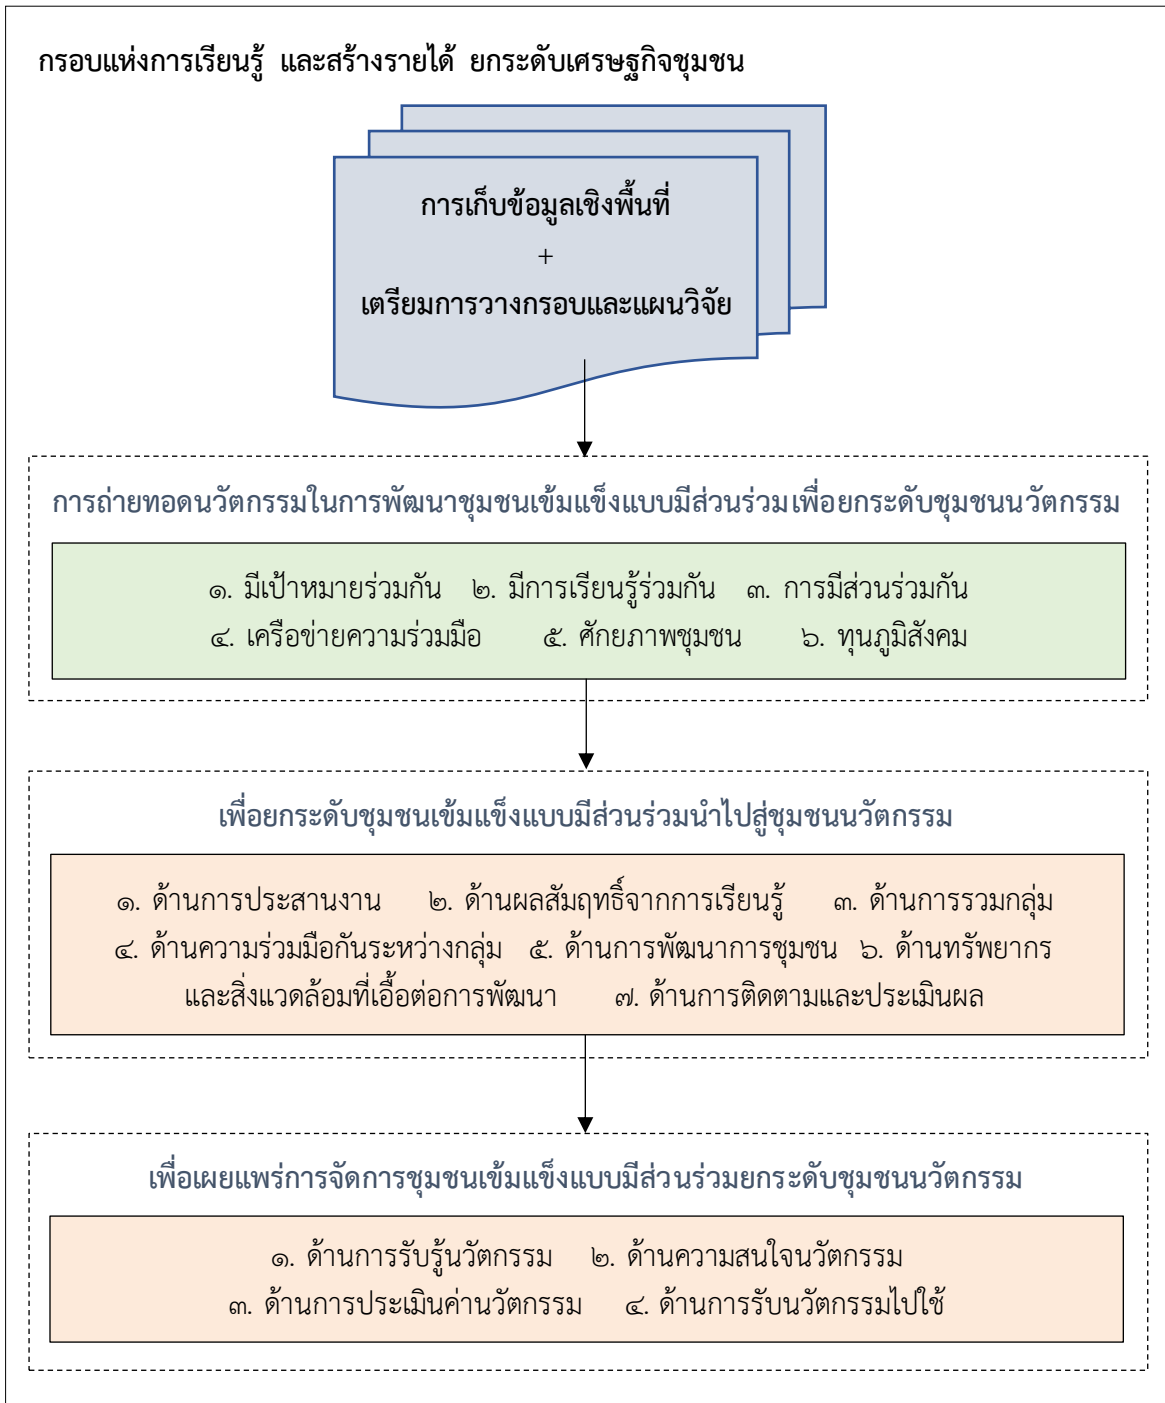 กรอบแห่งการเรียนรู้ และสร้างรายได้ ยกระดับเศรษฐกิจชุมชน
การเก็บข้อมูลเชิงพื้นที่
+
เตรียมการวางกรอบและแผนวิจัย
การถ่ายทอดนวัตกรรมในการพัฒนาชุมชนเข้มแข็งแบบมีส่วนร่วมเพื่อยกระดับชุมชนนวัตกรรม
๑. มีเป้าหมายร่วมกัน ๒. มีการเรียนรู้ร่วมกัน ๓. การมีส่วนร่วมกัน
๔. เครือข่ายความร่วมมือ ๕. ศักยภาพชุมชน ๖. ทุนภูมิสังคม
เพื่อยกระดับชุมชนเข้มแข็งแบบมีส่วนร่วมนำไปสู่ชุมชนนวัตกรรม
๑. ด้านการประสานงาน ๒. ด้านผลสัมฤทธิ์จากการเรียนรู้ ๓. ด้านการรวมกลุ่ม
๔. ด้านความร่วมมือกันระหว่างกลุ่ม ๕. ด้านการพัฒนาการชุมชน ๖. ด้านทรัพยากร
และสิ่งแวดล้อมที่เอื้อต่อการพัฒนา ๗. ด้านการติดตามและประเมินผล
เพื่อเผยแพร่การจัดการชุมชนเข้มแข็งแบบมีส่วนร่วมยกระดับชุมชนนวัตกรรม
๑. ด้านการรับรู้นวัตกรรม ๒. ด้านความสนใจนวัตกรรม
๓. ด้านการประเมินค่านวัตกรรม ๔. ด้านการรับนวัตกรรมไปใช้